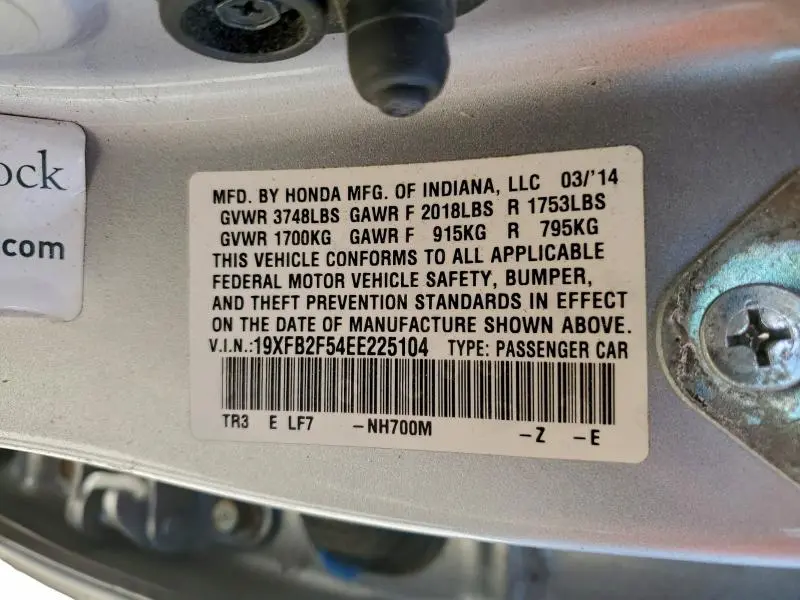 ock
.com
MFD. BY HONDA MFG. OF INDIANA, LLC 03/'14
GVWR 3748LBS GAWR F 2018LBS R 1753LBS
GVWR 1700KG GAWR F 915KG R 795KG
THIS VEHICLE CONFORMS TO ALL APPLICABLE
FEDERAL MOTOR VEHICLE SAFETY, BUMPER,
AND THEFT PREVENTION STANDARDS IN EFFECT
ON THE DATE OF MANUFACTURE SHOWN ABOVE.
V.I.N.:19XFB2F54EE225104 TYPE: PASSENGER CAR
TR3 E LF7 -NH700M -Z -E